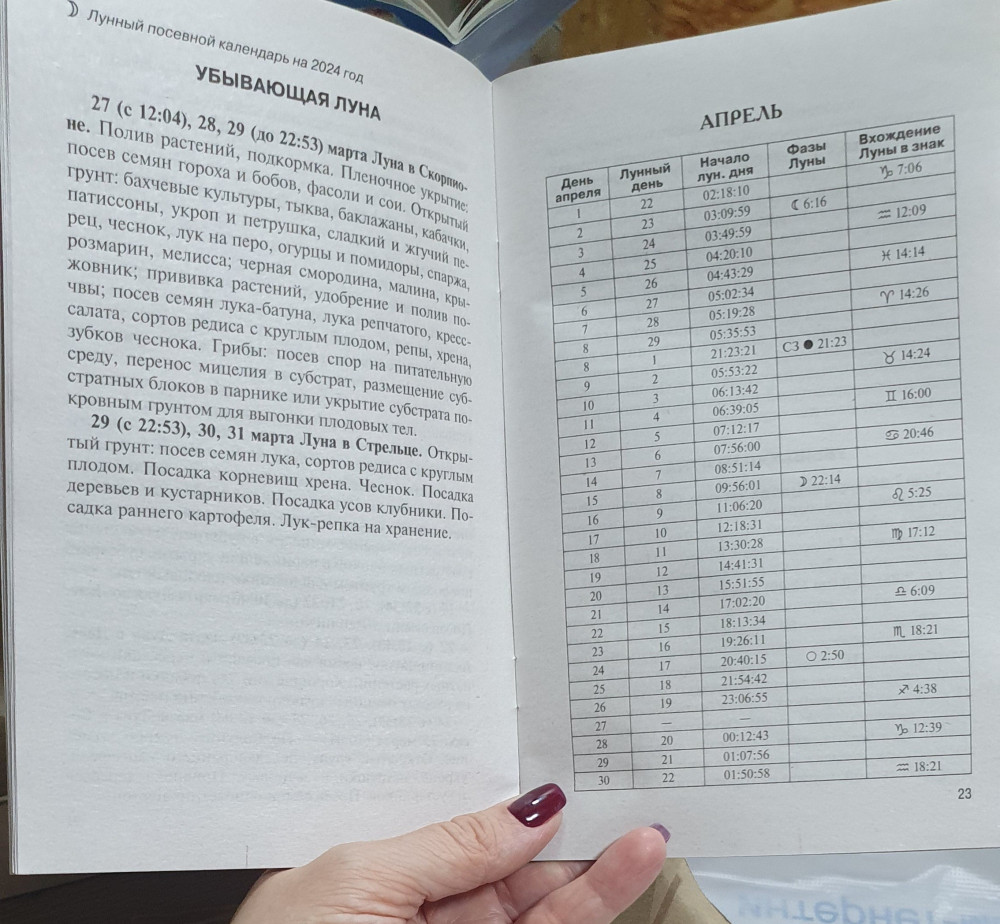 ☽ Лунный посевной календарь на 2024 год
УБЫВАЮЩАЯ ЛУНА
27 (с 12:04), 28, 29 (до 22:53) марта Луна в Скорпио-
не. Полив растений, подкормка. Пленочное укрытие:
посев семян гороха и бобов, фасоли и сои. Открытый
грунт: бахчевые культуры, тыква, баклажаны, кабачки,
патиссоны, укроп и петрушка, сладкий и жгучий пе-
рец, чеснок, лук на перо, огурцы и помидоры, спаржа,
розмарин, мелисса; черная смородина, малина, кры-
жовник; прививка растений, удобрение и полив по-
чвы; посев семян лука-батуна, лука репчатого, кресс-
салата, сортов редиса с круглым плодом, репы, хрена,
зубков чеснока. Грибы: посев спор на питательную
среду, перенос мицелия в субстрат, размещение суб-
стратных блоков в парнике или укрытие субстрата по-
кровным грунтом для выгонки плодовых тел.
29 (с 22:53), 30, 31 марта Луна в Стрельце. Откры-
тый грунт: посев семян лука, сортов редиса с круглым
плодом. Посадка корневищ хрена. Чеснок. Посадка
деревьев и кустарников. Посадка усов клубники. По-
садка раннего картофеля. Лук-репка на хранение.
АПРЕЛЬ
День апреля Лунный день Начало лун. дня Фазы Луны Вхождение Луны в знак
1 22 02:18:10 ♑ 7:06
2 23 03:09:59 ☾ 6:16
3 24 03:49:59 ♒ 12:09
4 25 04:20:10
5 26 04:43:29 ♓ 14:14
6 27 05:02:34
7 28 05:19:28 ♈ 14:26
8 29 05:35:53
8 1 21:23:21 СЗ ● 21:23
9 2 05:53:22 ♉ 14:24
10 3 06:13:42
11 4 06:39:05 ♊ 16:00
12 5 07:12:17
13 6 07:56:00 ♋ 20:46
14 7 08:51:14
15 8 09:56:01 ☽ 22:14
16 9 11:06:20 ♌ 5:25
17 10 12:18:31
18 11 13:30:28 ♍ 17:12
19 12 14:41:31
20 13 15:51:55
21 14 17:02:20 ♎ 6:09
22 15 18:13:34
23 16 19:26:11 ♏ 18:21
24 17 20:40:15 ○ 2:50
25 18 21:54:42
26 19 23:06:55 ♐ 4:38
27 — —
28 20 00:12:43 ♑ 12:39
29 21 01:07:56
30 22 01:50:58 ♒ 18:21
23